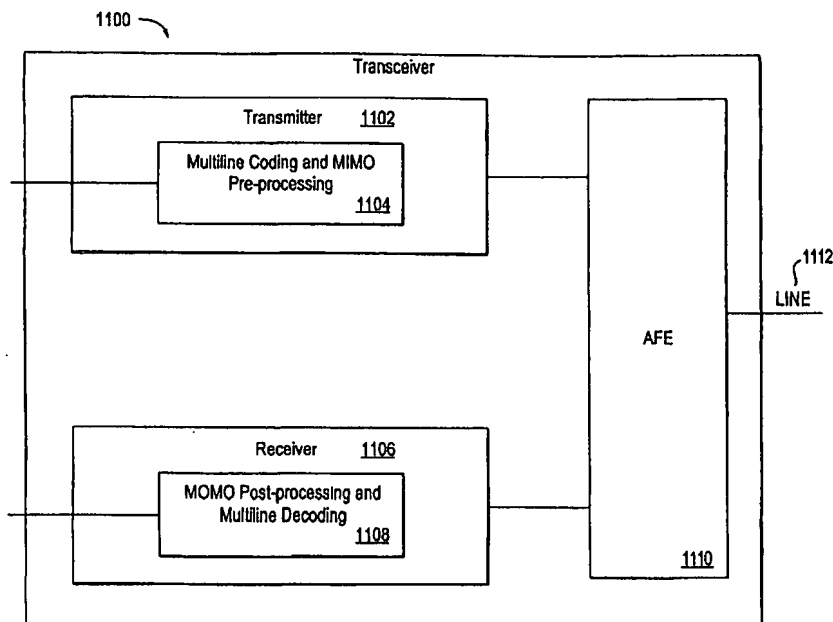 1100
Transceiver
Transmitter 1102
Multiline Coding and MIMO
Pre-processing
1104
1112
LINE
AFE
Receiver 1106
MOMO Post-processing and
Multiline Decoding
1108
1110